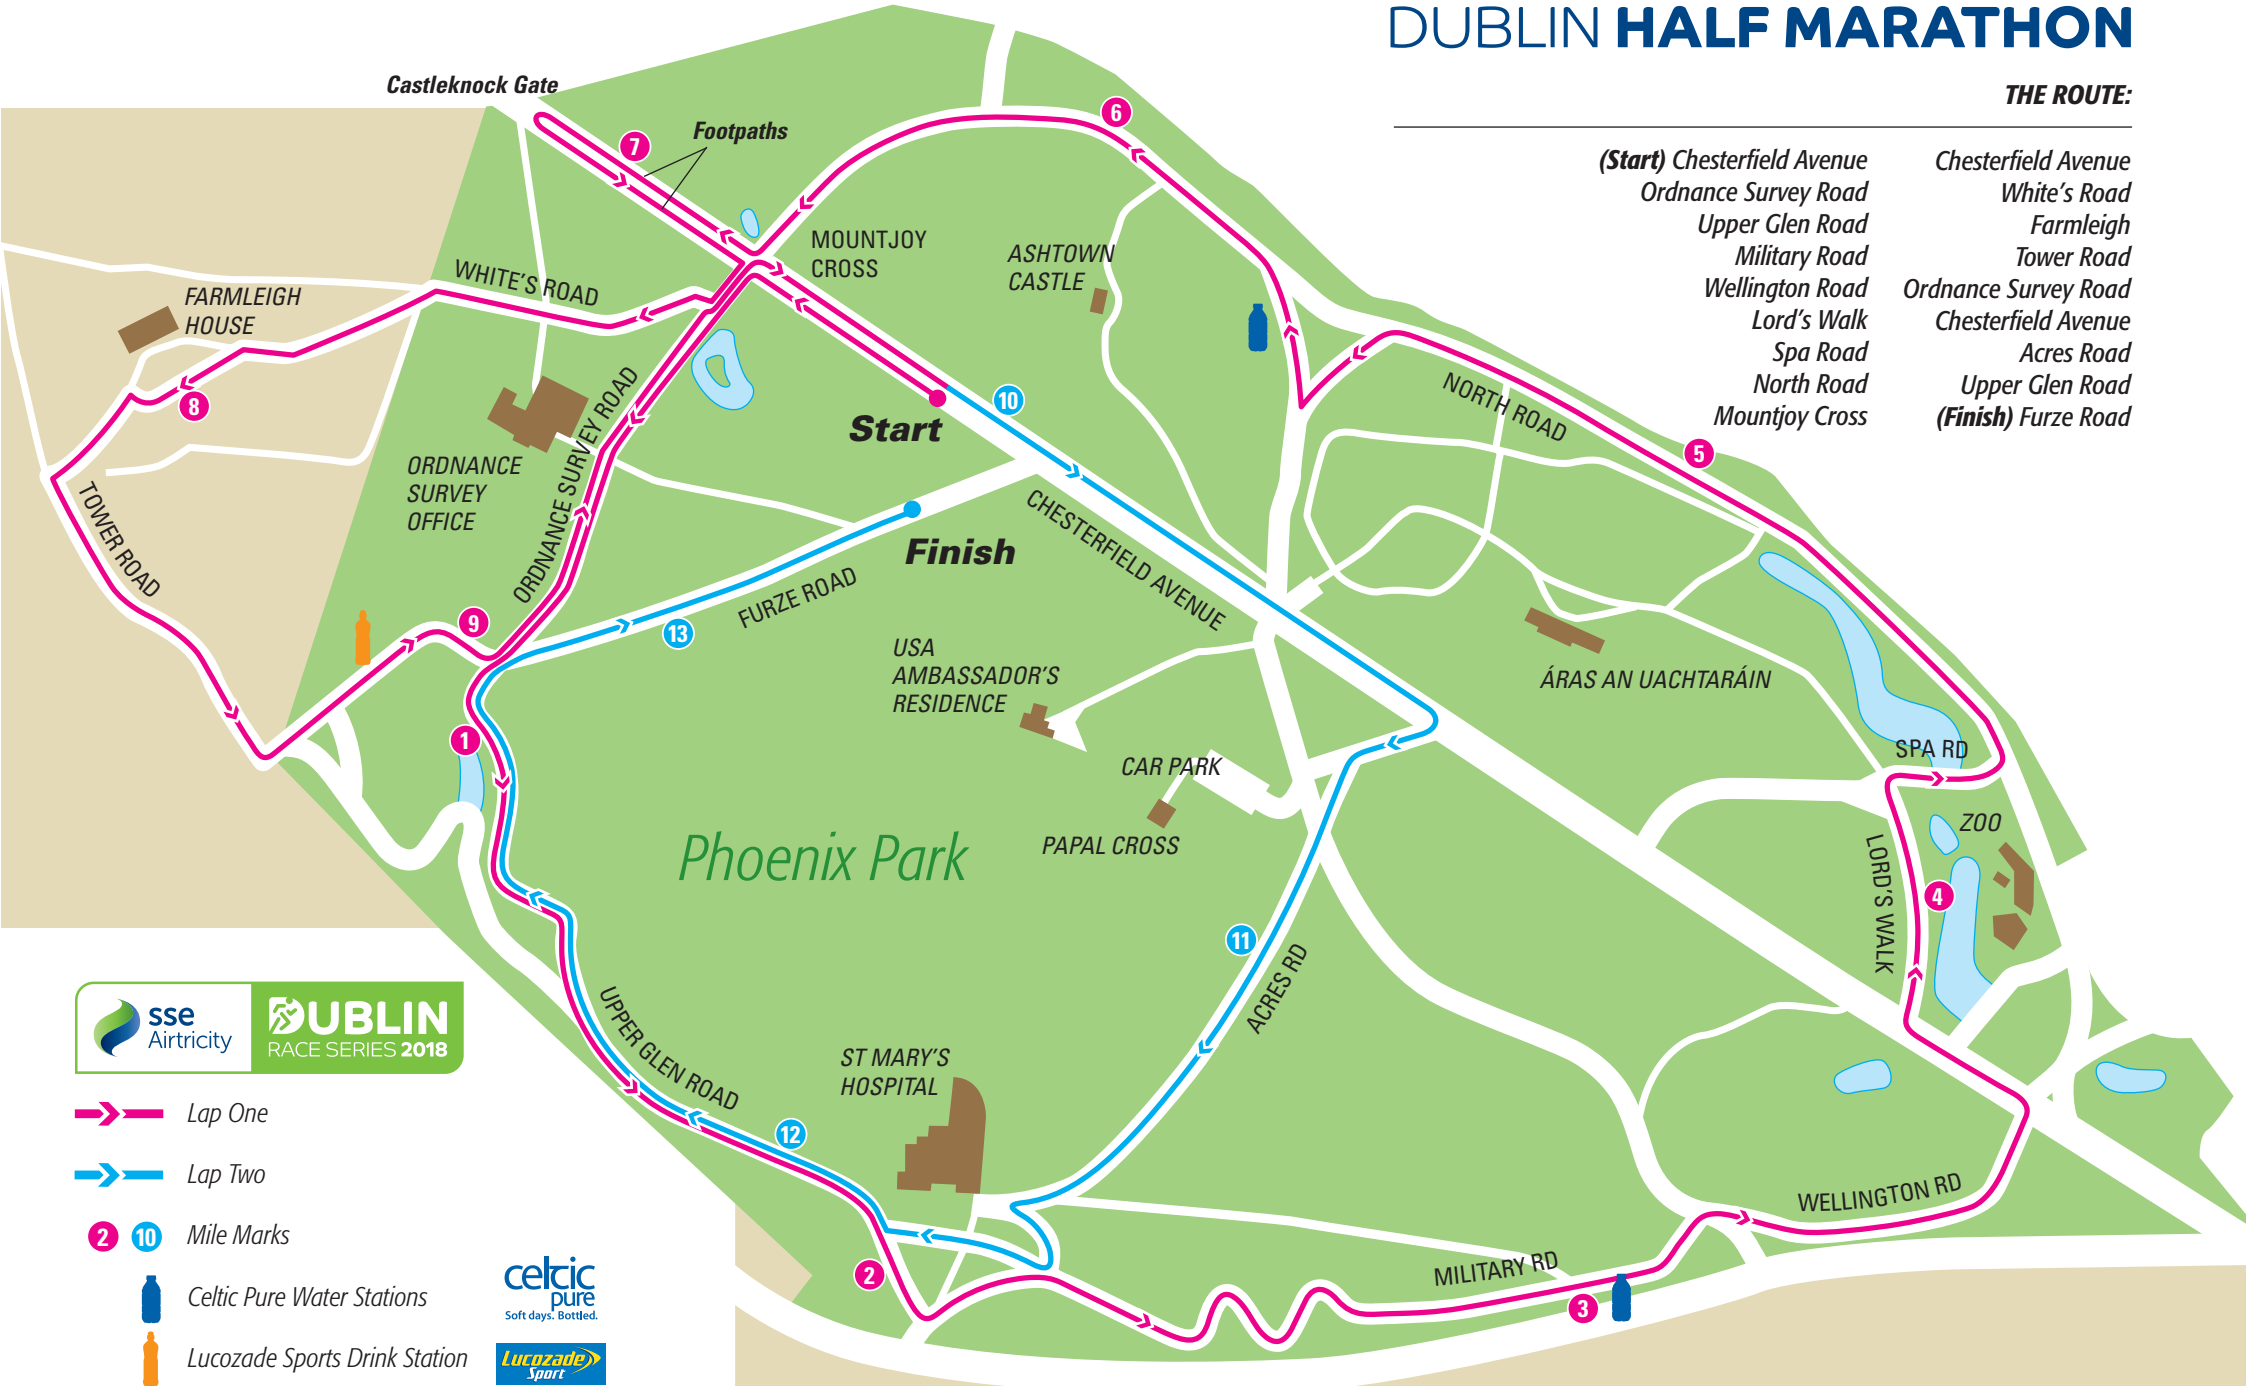 DUBLIN HALF MARATHON
THE ROUTE:
(Start) Chesterfield Avenue
Ordnance Survey Road
Upper Glen Road
Military Road
Wellington Road
Lord's Walk
Spa Road
North Road
Mountjoy Cross
Chesterfield Avenue
White's Road
Farmleigh
Tower Road
Ordnance Survey Road
Chesterfield Avenue
Acres Road
Upper Glen Road
(Finish) Furze Road
Castleknock Gate
7
Footpaths
6
MOUNTJOY
CROSS
ASHTOWN
CASTLE
WHITE'S ROAD
FARMLEIGH
HOUSE
8
10
Start
NORTH ROAD
5
ORDNANCE
SURVEY
OFFICE
ORDNANCE SURVEY ROAD
TOWER ROAD
Finish
CHESTERFIELD AVENUE
FURZE ROAD
9
13
USA
AMBASSADOR'S
RESIDENCE
ÁRAS AN UACHTARÁIN
1
CAR PARK
SPA RD
PAPAL CROSS
ZOO
Phoenix Park
LORD'S WALK
4
11
ACRES RD
UPPER GLEN ROAD
ST MARY'S
HOSPITAL
12
2
WELLINGTON RD
MILITARY RD
3
sse
Airtricity
DUBLIN
RACE SERIES 2018
Lap One
Lap Two
2 10 Mile Marks
Celtic Pure Water Stations
Lucozade Sports Drink Station
celtic
pure
Soft days. Bottled.
Lucozade
Sport